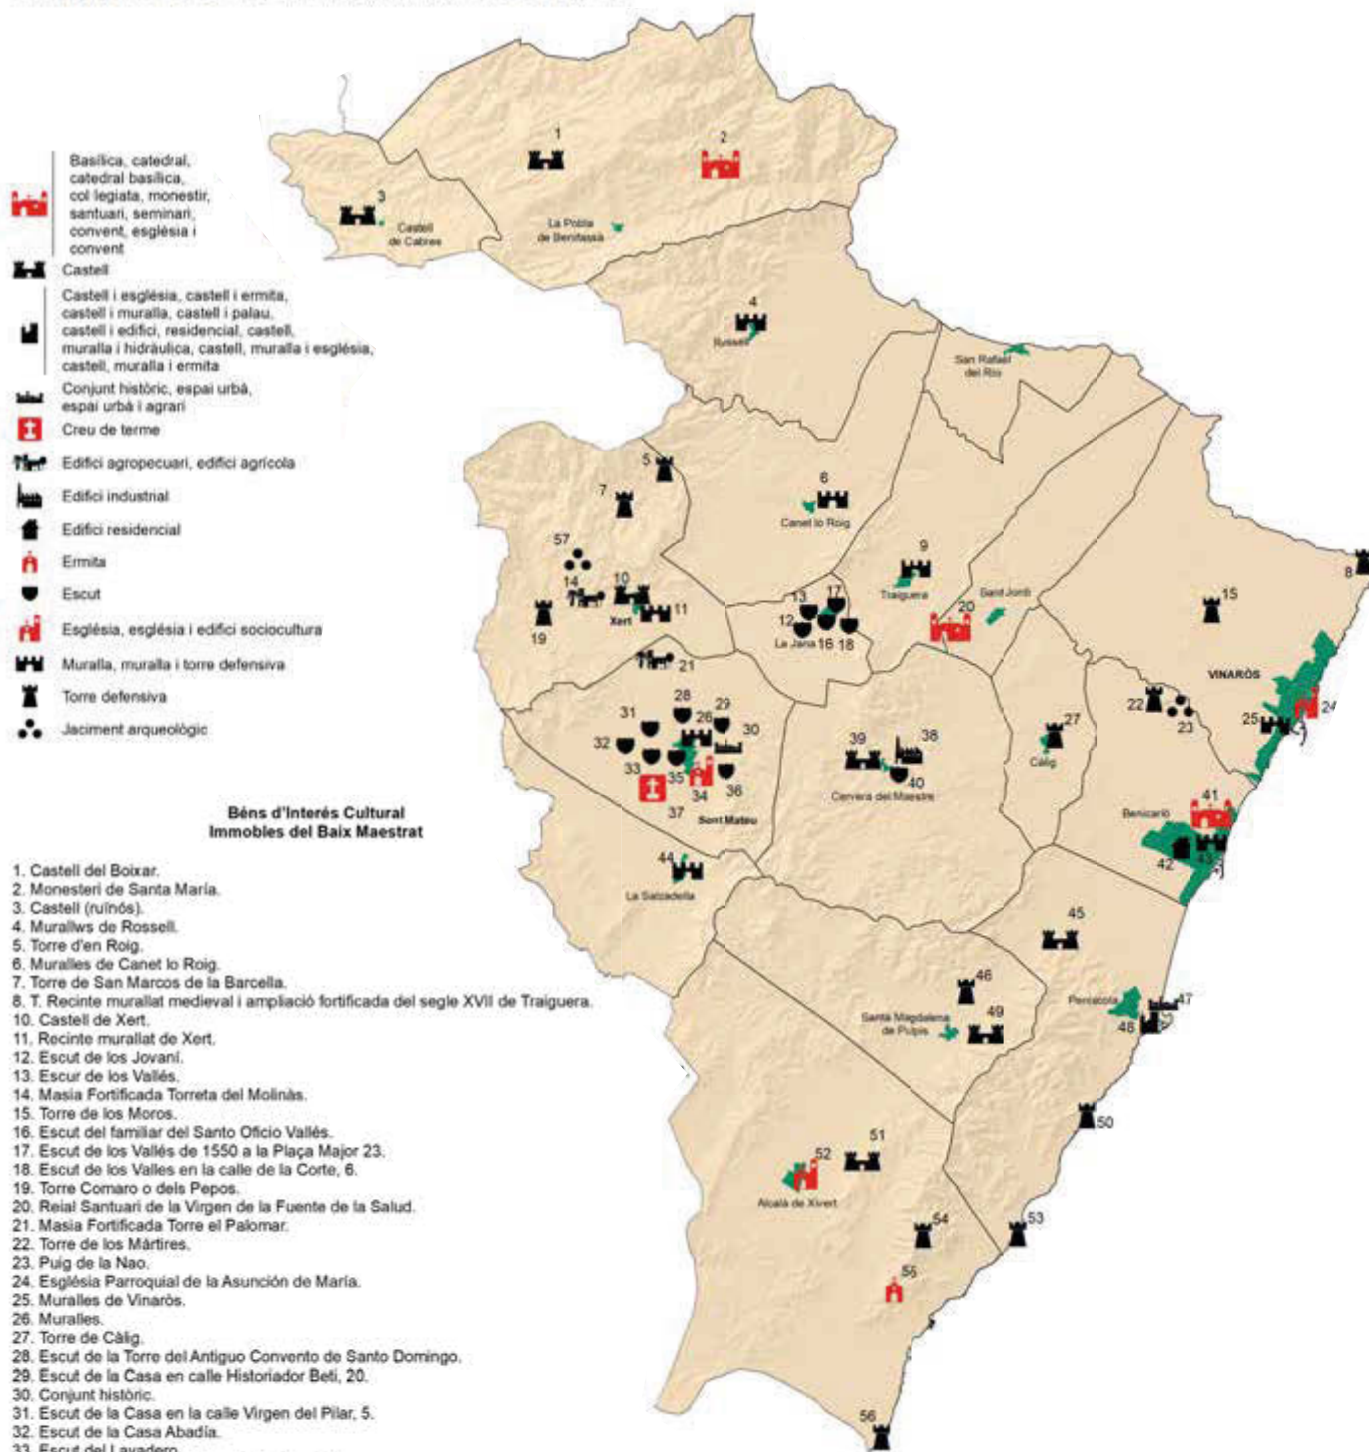 Basílica, catedral,
catedral basílica,
col legiata, monestir,
santuari, seminari,
convent, església i
convent
Castell
Castell i església, castell i ermita,
castell i muralla, castell i palau,
castell i edifici, residencial, castell,
muralla i hidràulica, castell, muralla i església,
castell, muralla i ermita
Conjunt històric, espai urbà,
espai urbà i agrari
Creu de terme
Edifici agropecuari, edifici agrícola
Edifici industrial
Edifici residencial
Ermita
Escut
Església, església i edifici sociocultura
Muralla, muralla i torre defensiva
Torre defensiva
Jaciment arqueològic
1
2
3
Castell
de Cabres
La Pobla
de Benifassà
4
Rossell
San Rafael
del Río
5
7
6
Canet lo Roig
57
14
10
11
19
Xert
21
13
17
12
16
18
La Jana
9
Traiguera
Sant Jordi
20
8
15
VINARÒS
24
25
22
23
28
26
29
31
30
32
33
35
34
36
37
Sant Mateu
39
38
40
Cervera del Maestre
27
Càlig
41
Benicarló
42
43
44
La Salzadella
45
46
49
Santa Magdalena
de Pulpis
Peniscola
47
48
50
51
52
Alcalà de Xivert
54
53
55
56
Béns d'Interés Cultural
Immobles del Baix Maestrat
1. Castell del Boixar.
2. Monesteri de Santa María.
3. Castell (ruïnós).
4. Murallws de Rossell.
5. Torre d'en Roig.
6. Muralles de Canet lo Roig.
7. Torre de San Marcos de la Barcella.
8. T. Recinte murallat medieval i ampliació fortificada del segle XVII de Traiguera.
10. Castell de Xert.
11. Recinte murallat de Xert.
12. Escut de los Jovaní.
13. Escur de los Vallés.
14. Masia Fortificada Torreta del Molinàs.
15. Torre de los Moros.
16. Escut del familiar del Santo Oficio Vallés.
17. Escut de los Vallés de 1550 a la Plaça Major 23.
18. Escut de los Valles en la calle de la Corte, 6.
19. Torre Comaro o dels Pepos.
20. Reial Santuari de la Virgen de la Fuente de la Salud.
21. Masia Fortificada Torre el Palomar.
22. Torre de los Mártires.
23. Puig de la Nao.
24. Església Parroquial de la Asunción de María.
25. Muralles de Vinaròs.
26. Muralles.
27. Torre de Càlig.
28. Escut de la Torre del Antiguo Convento de Santo Domingo.
29. Escut de la Casa en calle Historiador Betí, 20.
30. Conjunt històric.
31. Escut de la Casa en la calle Virgen del Pilar, 5.
32. Escut de la Casa Abadía.
33. Escut del Lavadero